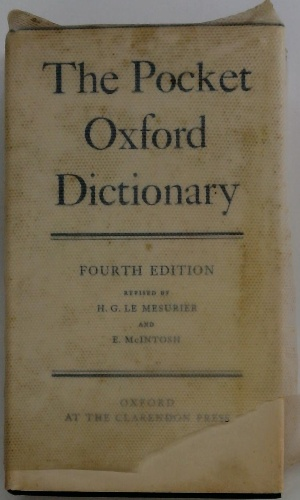 The Pocket
Oxford
Dictionary
FOURTH EDITION
REVISED BY
H. G. LE MESURIER
AND
E. McINTOSH
OXFORD
AT THE CLARENDON PRESS